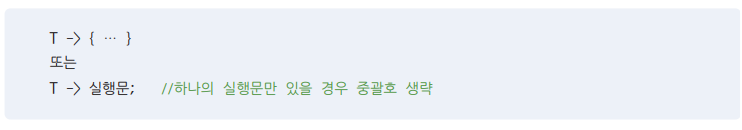 T -> { ... }
또는
T -> 실행문;   //하나의 실행문만 있을 경우 중괄호 생략